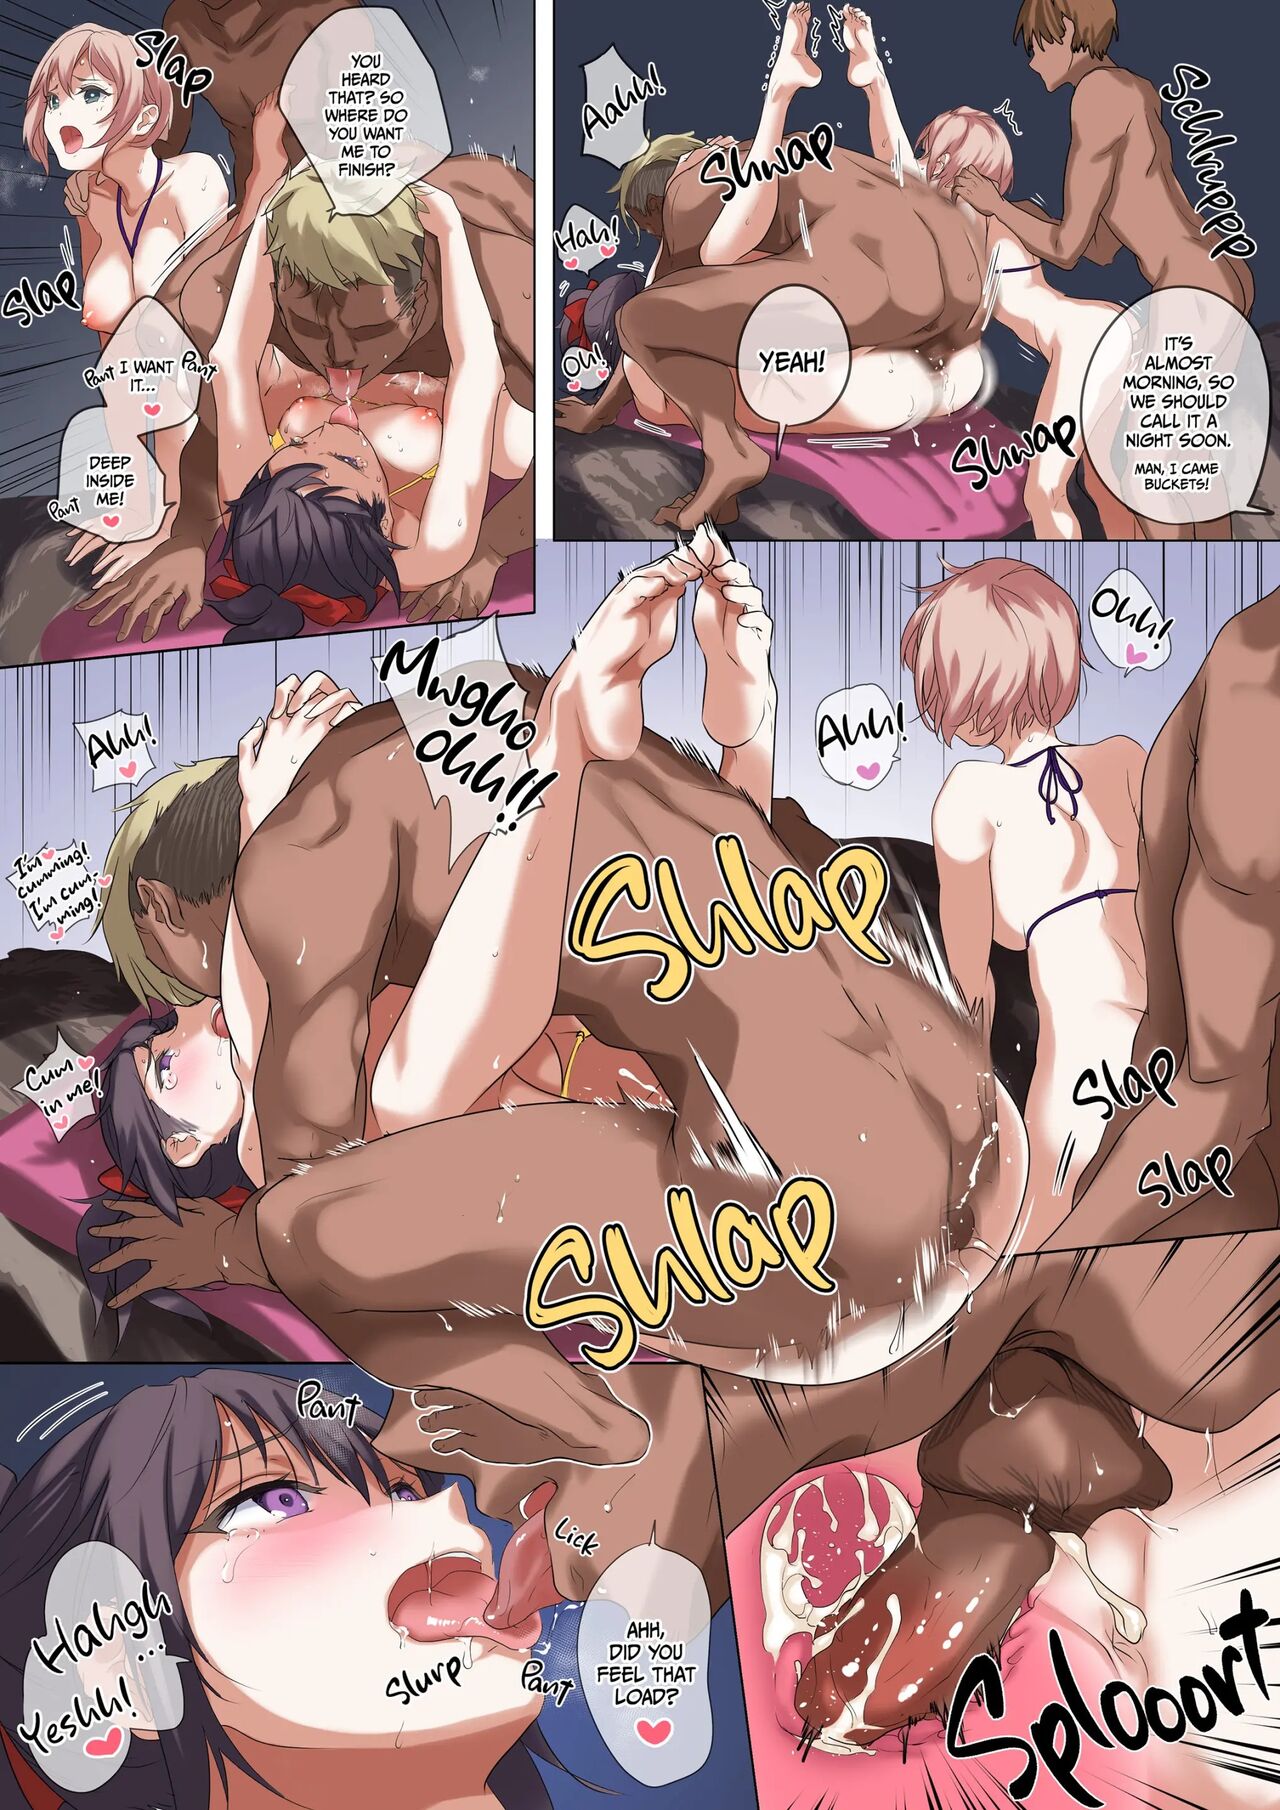 Slap
YOU
HEARD
THAT? SO
WHERE DO
YOU WANT
ME TO
FINISH?
Slap
Pant I WANT Pant
IT...
DEEP
INSIDE
ME!
Pant
Aahh!
Shwap
Schlruppp
Hah!
Oh!
YEAH!
IT'S
ALMOST
MORNING, SO
WE SHOULD
CALL IT A
NIGHT SOON.
MAN, I CAME
BUCKETS!
Shwap
Mwgho
Ohh!!
Ohh!
Ahh!
Ahh!
I'm
cumming!
I'm cum-
ming!
Shlap
Cum
in me!
Slap
Slap
Shlap
Pant
Lick
Hahgh
Yeshh!
Slurp
Pant
AHH,
DID YOU
FEEL THAT
LOAD?
Splooort